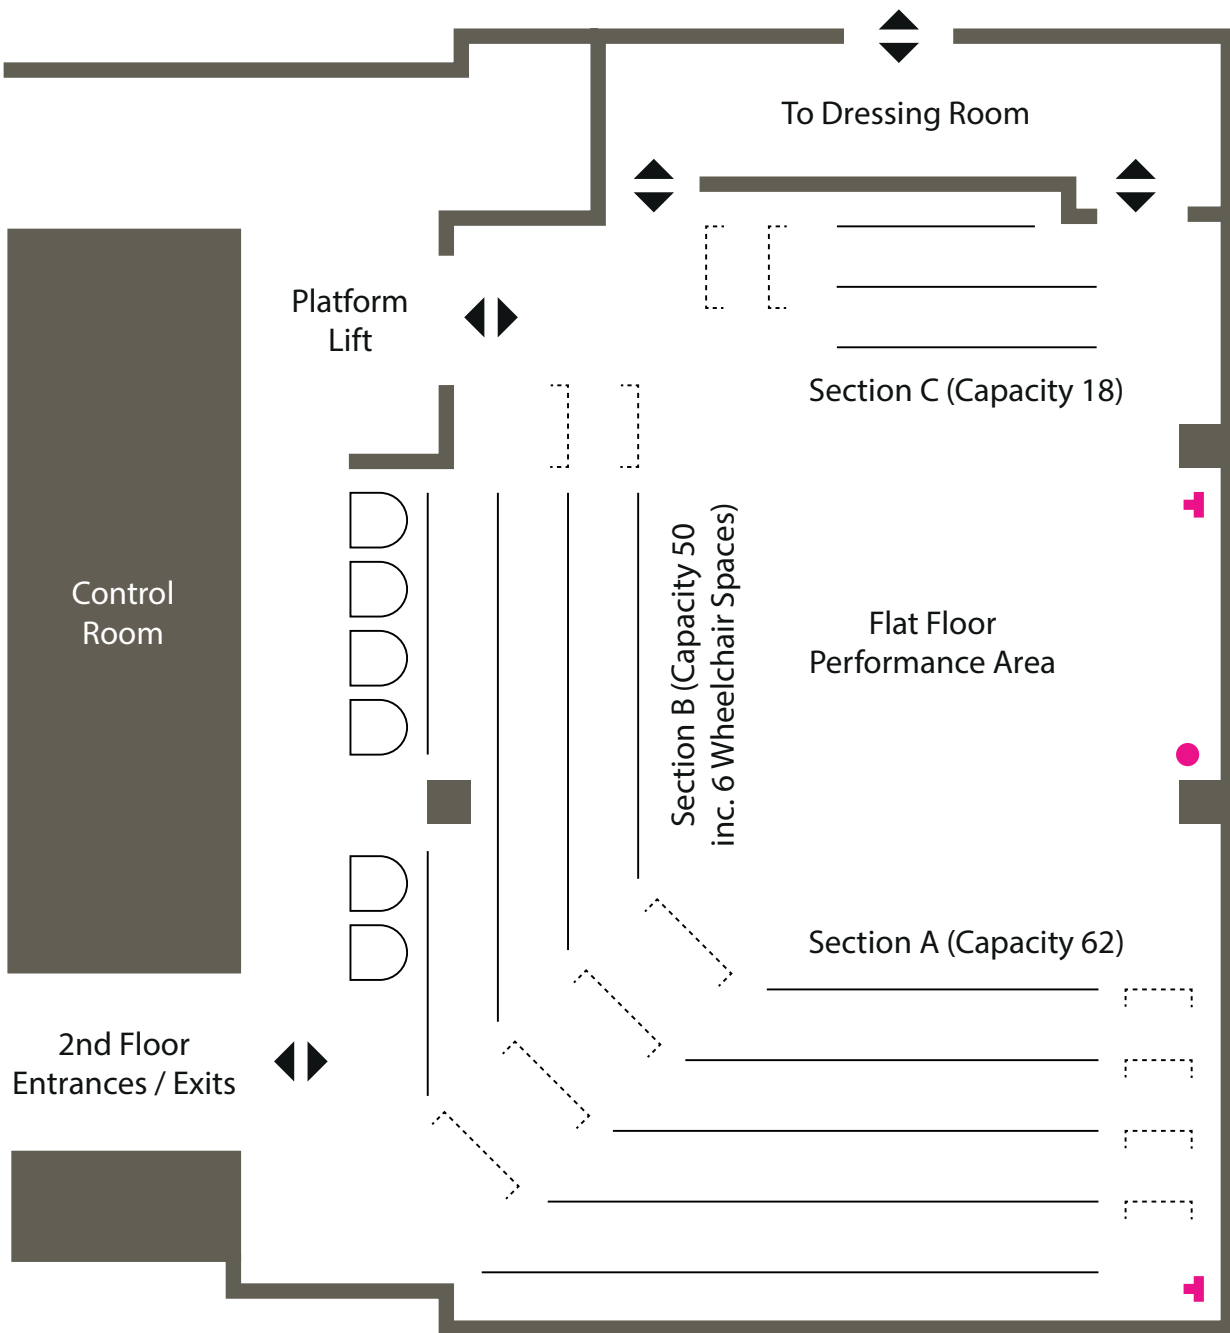 To Dressing Room
Platform
Lift
Section C (Capacity 18)
Control
Room
Section B (Capacity 50
inc. 6 Wheelchair Spaces)
Flat Floor
Performance Area
Section A (Capacity 62)
2nd Floor
Entrances / Exits